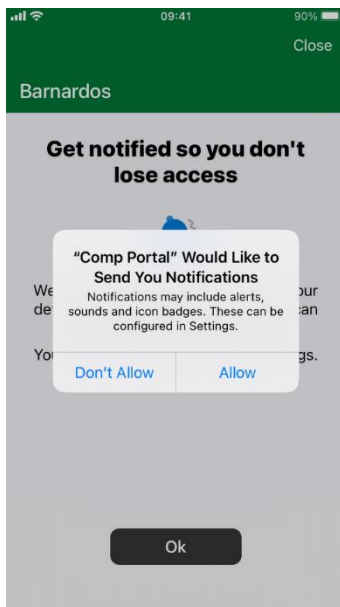 09:41
90%
Close
Barnardos
Get notified so you don't
lose access
“Comp Portal” Would Like to
Send You Notifications
We
Notifications may include alerts,
sounds and icon badges. These can be
configured in Settings.
Don’t Allow
Allow
Ok